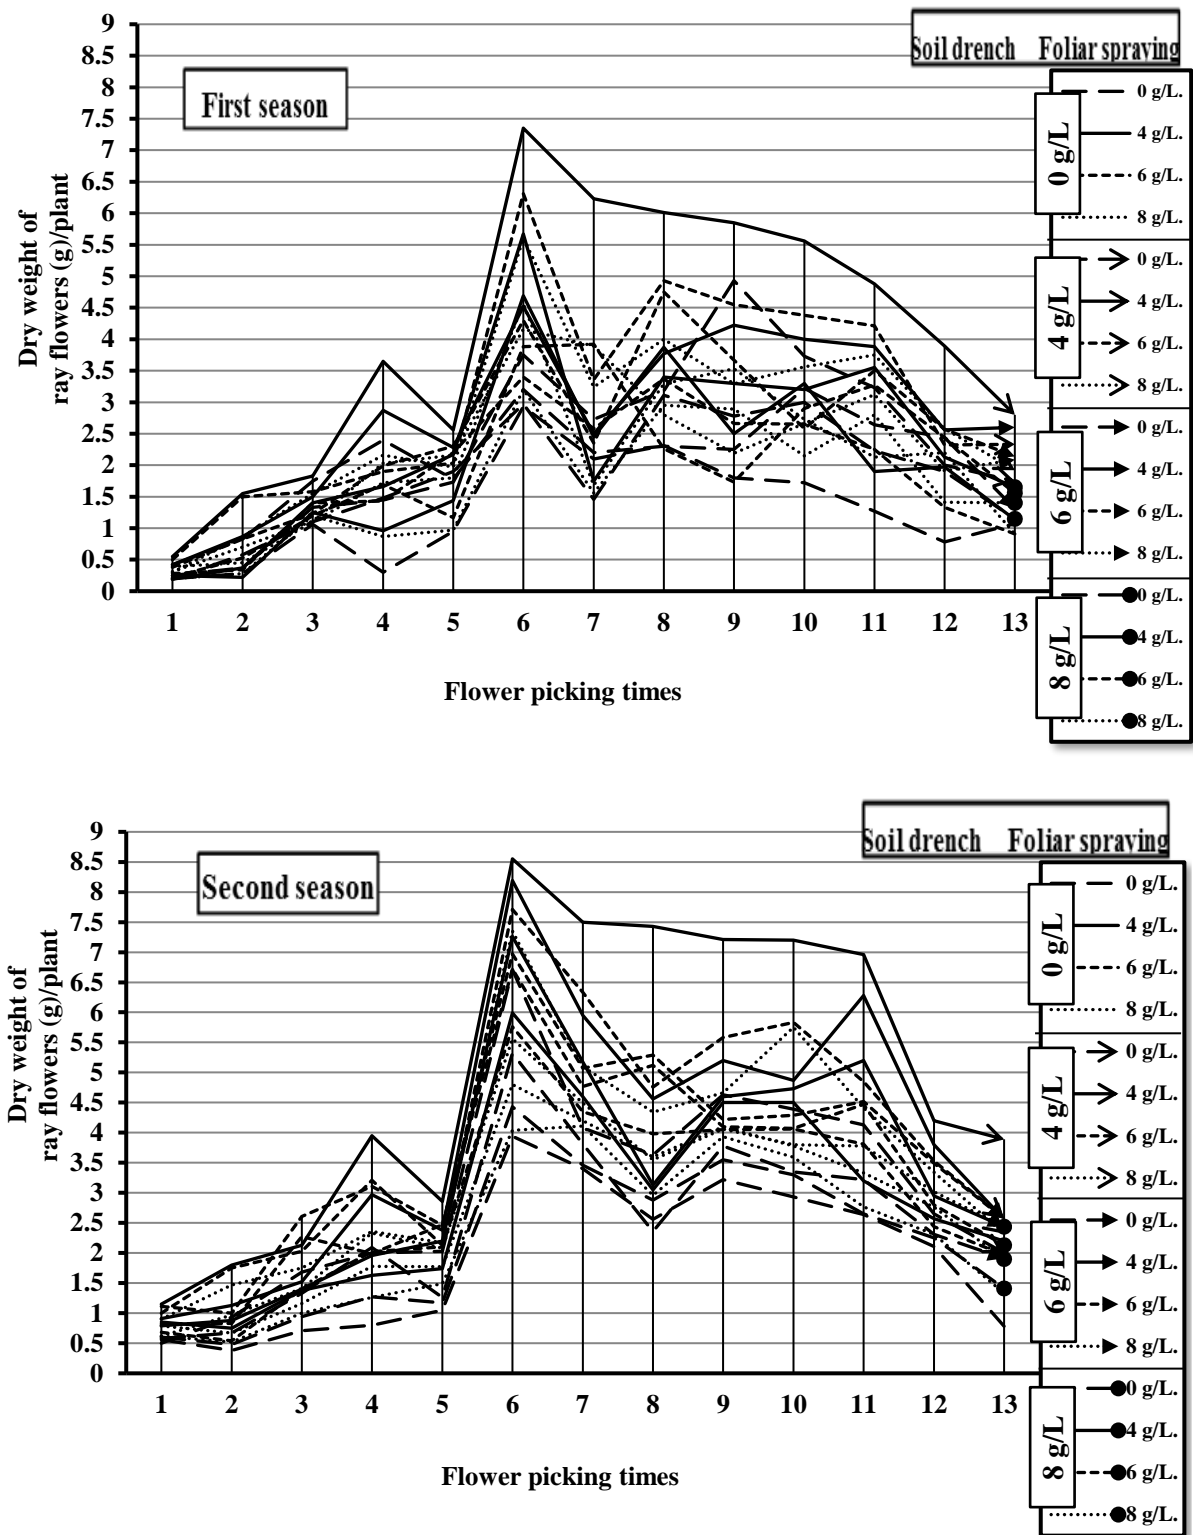 9
8.5
8
7.5
7
6.5
6
5.5
5
4.5
4
3.5
3
2.5
2
1.5
1
0.5
0
Dry weight of
ray flowers (g)/plant
First season
Soil drench Foliar spraying
0 g/L
0 g/L.
4 g/L.
6 g/L.
8 g/L.
4 g/L
0 g/L.
4 g/L.
6 g/L.
8 g/L.
6 g/L
0 g/L.
4 g/L.
6 g/L.
8 g/L.
8 g/L
0 g/L.
4 g/L.
6 g/L.
8 g/L.
1 2 3 4 5 6 7 8 9 10 11 12 13
Flower picking times
9
8.5
8
7.5
7
6.5
6
5.5
5
4.5
4
3.5
3
2.5
2
1.5
1
0.5
0
Dry weight of
ray flowers (g)/plant
Second season
Soil drench Foliar spraying
0 g/L
0 g/L.
4 g/L.
6 g/L.
8 g/L.
4 g/L
0 g/L.
4 g/L.
6 g/L.
8 g/L.
6 g/L
0 g/L.
4 g/L.
6 g/L.
8 g/L.
8 g/L
0 g/L.
4 g/L.
6 g/L.
8 g/L.
1 2 3 4 5 6 7 8 9 10 11 12 13
Flower picking times